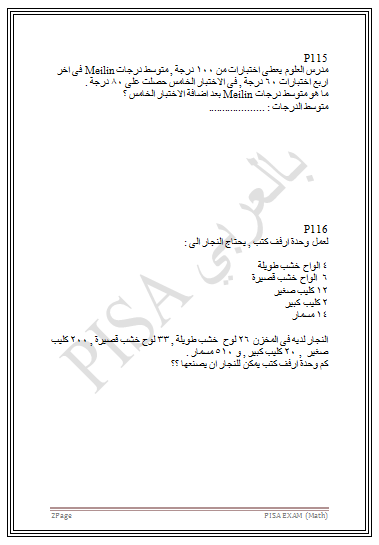 P115
مدرس العلوم يعطى اختبارات من ١٠٠ درجة , متوسط درجات Meilin فى اخر
اربع اختبارات ٦٠ درجة , فى الاختبار الخامس حصلت على ٨٠ درجة .
ما هو متوسط درجات Meilin بعد اضافة الاختبار الخامس ؟
متوسط الدرجات : ....................
P116
لعمل وحدة ارفف كتب , يحتاج النجار الى :
٤ الواح خشب طويلة
٦ الواح خشب قصيرة
١٢ كليب صغير
٢ كليب كبير
١٤ مسمار
النجار لديه فى المخزن ٢٦ لوح خشب طويلة , ٣٣ لوح خشب قصيرة , ٢٠٠ كليب
صغير , ٢٠ كليب كبير , و ٥١٠ مسمار .
كم وحدة ارفف كتب يمكن للنجار ان يصنعها ؟؟
PISA بالعربي
2Page PISA EXAM (Math)